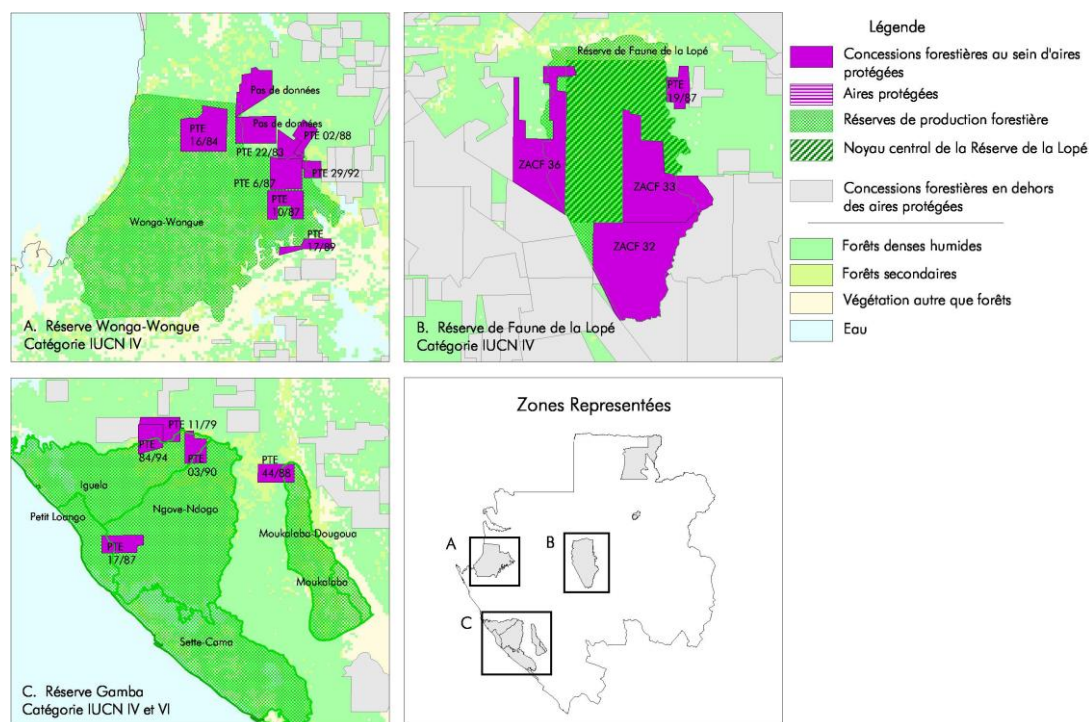 Pas de données
Pas de données
PTE
16/84
PTE 02/88
PTE 22/83
PTE 29/92
PTE 6/87
PTE
10/87
Wonga-Wongue
PTE
17/89
A. Réserve Wonga-Wongue
Catégorie IUCN IV
Réserve de Faune de la Lopé
PTE
19/87
ZACF 36
ZACF 33
ZACF 32
B. Réserve de Faune de la Lopé
Catégorie IUCN IV
Légende
Concessions forestières au sein d'aires
protégées
Aires protégées
Réserves de production forestière
Noyau central de la Réserve de la Lopé
Concessions forestières en dehors
des aires protégées
Forêts denses humides
Forêts secondaires
Végétation autre que forêts
Eau
PTE 11/79
PTE
84/94
PTE
03/90
PTE
44/88
Iguela
Petit Loango
Ngove-Ndogo
Moukalaba-Dougoua
PTE
17/87
Moukalaba
Sette-Cama
C. Réserve Gamba
Catégorie IUCN IV et VI
Zones Representées
A
B
C